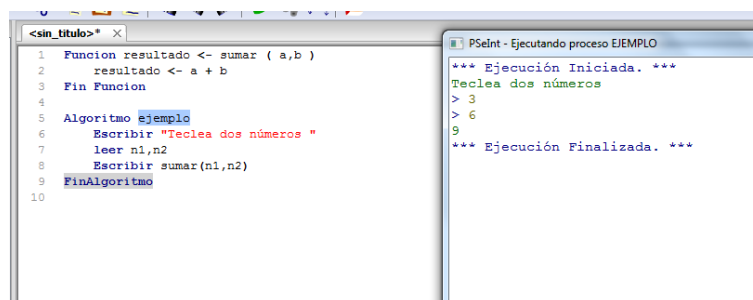 <sin_titulo>* ×
1 Funcion resultado <- sumar ( a,b )
2 resultado <- a + b
3 Fin Funcion
4
5 Algoritmo ejemplo
6 Escribir "Teclea dos números "
7 leer n1,n2
8 Escribir sumar(n1,n2)
9 FinAlgoritmo
10
PSeInt - Ejecutando proceso EJEMPLO
*** Ejecución Iniciada. ***
Teclea dos números
> 3
> 6
9
*** Ejecución Finalizada. ***